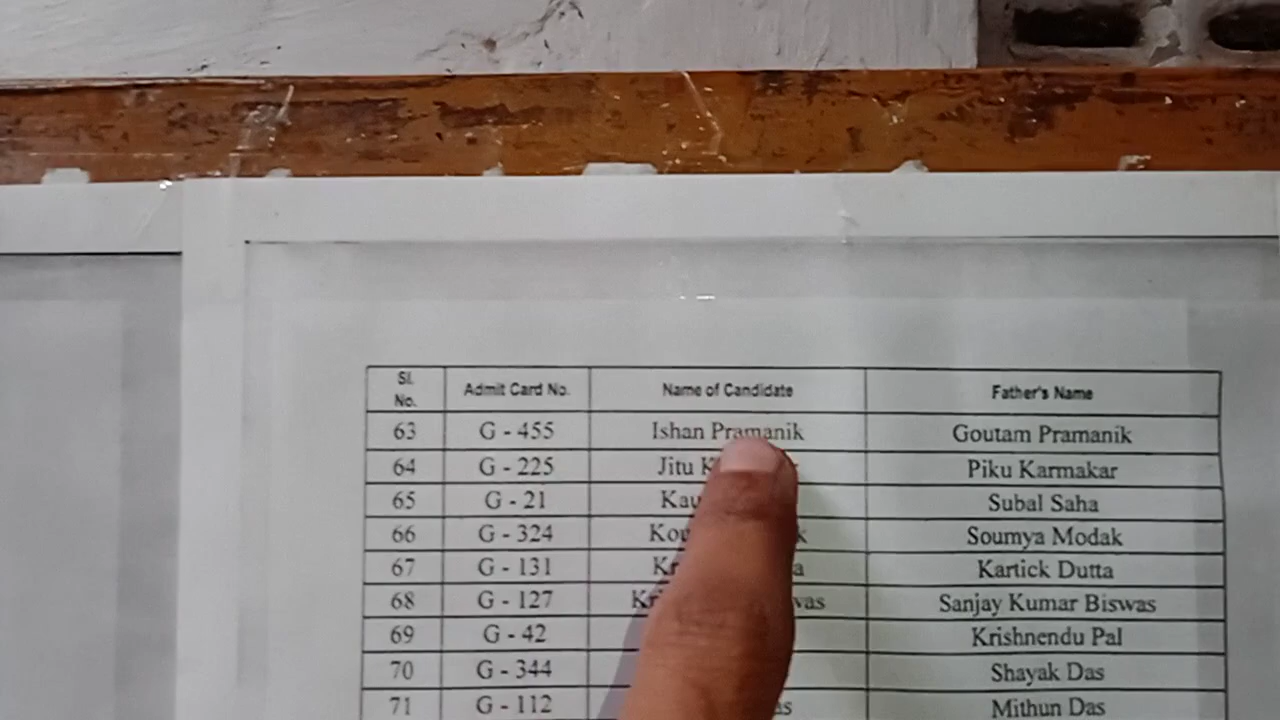 Sl. No. Admit Card No. Name of Candidate Father's Name
63 G - 455 Ishan Pramanik Goutam Pramanik
64 G - 225 Jitu Piku Karmakar
65 G - 21 Subal Saha
66 G - 324 Soumya Modak
67 G - 131 Kartick Dutta
68 G - 127 Sanjay Kumar Biswas
69 G - 42 Krishnendu Pal
70 G - 344 Shayak Das
71 G - 112 Mithun Das